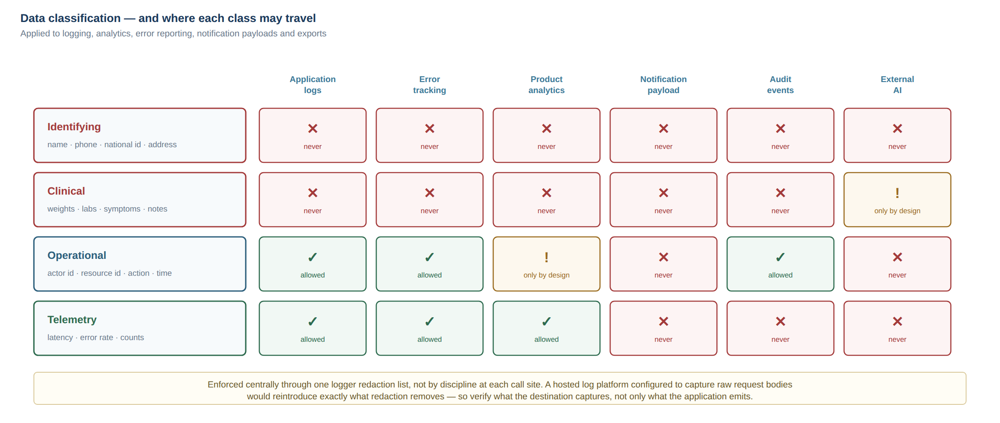 Data classification — and where each class may travel
Applied to logging, analytics, error reporting, notification payloads and exports
Application
logs
Error
tracking
Product
analytics
Notification
payload
Audit
events
External
AI
Identifying
name · phone · national id · address
✕ ✕ ✕ ✕ ✕ ✕
never never never never never never
Clinical
weights · labs · symptoms · notes
✕ ✕ ✕ ✕ ✕ !
never never never never never only by design
Operational
actor id · resource id · action · time
✓ ✓ ! ✕ ✓ ✕
allowed allowed only by design never allowed never
Telemetry
latency · error rate · counts
✓ ✓ ✓ ✕ ✕ ✕
allowed allowed allowed never never never
Enforced centrally through one logger redaction list, not by discipline at each call site. A hosted log platform configured to capture raw request bodies
would reintroduce exactly what redaction removes — so verify what the destination captures, not only what the application emits.